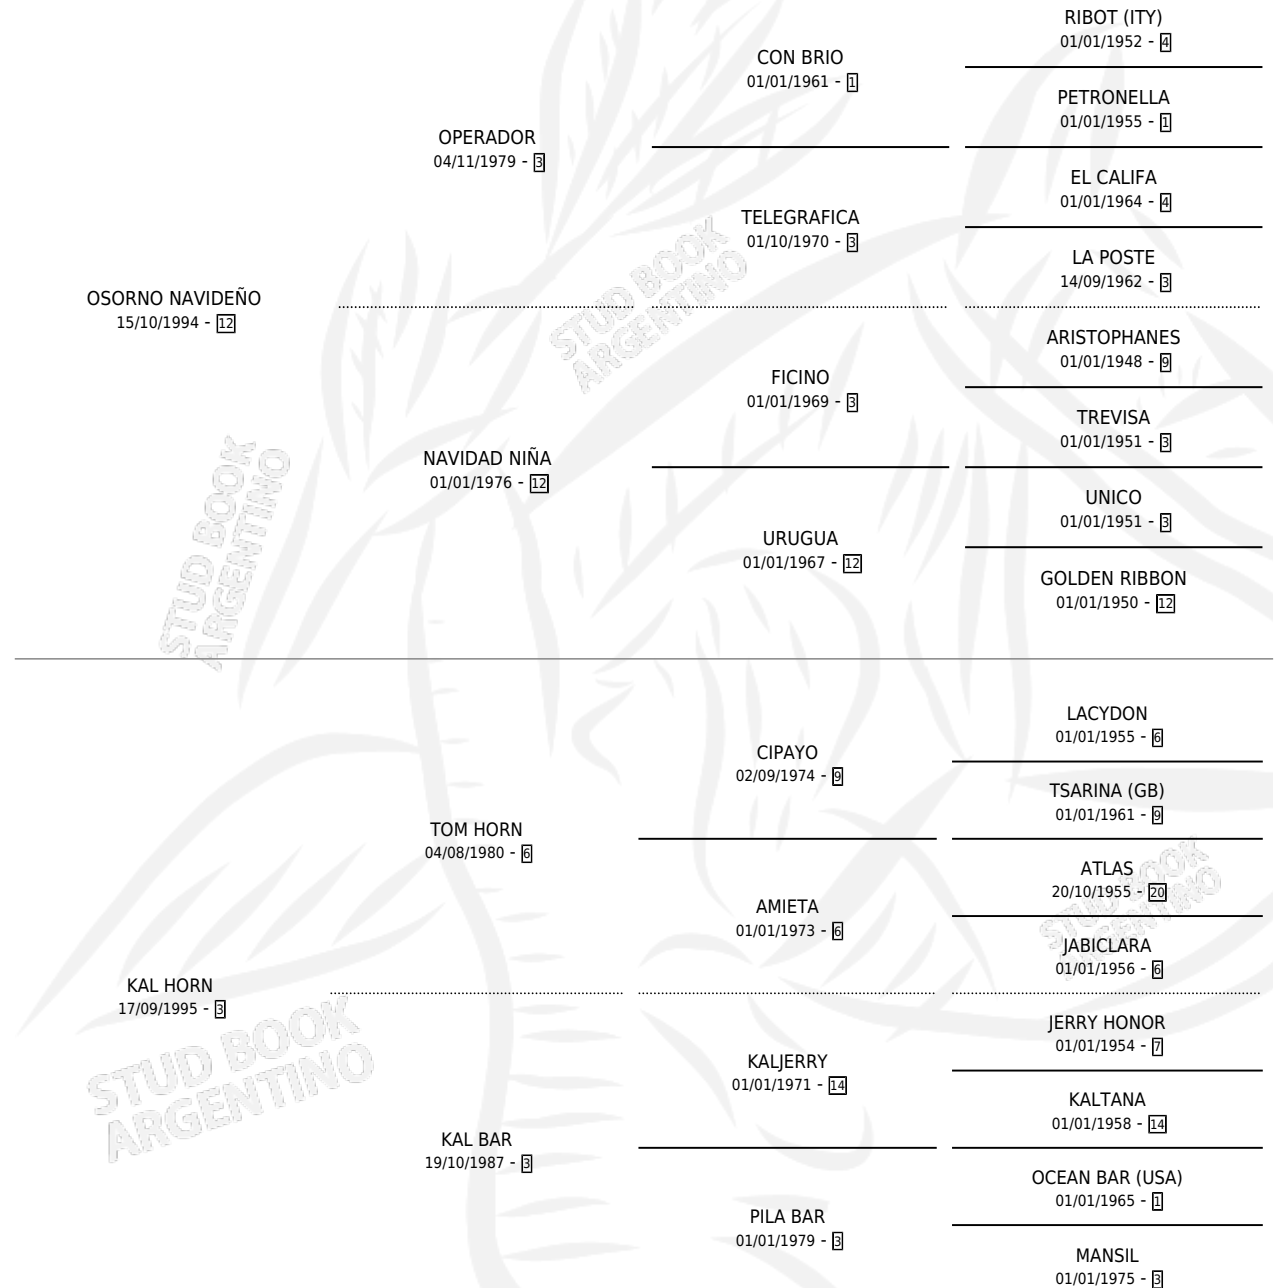 RIBOT (ITY)
01/01/1952 - 4
CON BRIO
01/01/1961 - 1
PETRONELLA
01/01/1955 - 1
OPERADOR
04/11/1979 - 3
EL CALIFA
01/01/1964 - 4
TELEGRAFICA
01/10/1970 - 3
LA POSTE
14/09/1962 - 3
OSORNO NAVIDEÑO
15/10/1994 - 12
STUD BOOK
ARGENTINO
ARISTOPHANES
01/01/1948 - 9
FICINO
01/01/1969 - 3
TREVISA
01/01/1951 - 3
NAVIDAD NIÑA
01/01/1976 - 12
UNICO
01/01/1951 - 3
URUGUA
01/01/1967 - 12
GOLDEN RIBBON
01/01/1950 - 12
STUD BOOK
ARGENTINO
LACYDON
01/01/1955 - 6
CIPAYO
02/09/1974 - 9
TSARINA (GB)
01/01/1961 - 9
TOM HORN
04/08/1980 - 6
ATLAS
20/10/1955 - 20
AMIETA
01/01/1973 - 6
JABICLARA
01/01/1956 - 6
STUD BOOK
ARGENTINO
KAL HORN
17/09/1995 - 3
JERRY HONOR
01/01/1954 - 7
KALJERRY
01/01/1971 - 14
KALTANA
01/01/1958 - 14
STUD BOOK
ARGENTINO
KAL BAR
19/10/1987 - 3
OCEAN BAR (USA)
01/01/1965 - 1
PILA BAR
01/01/1979 - 3
MANSIL
01/01/1975 - 3